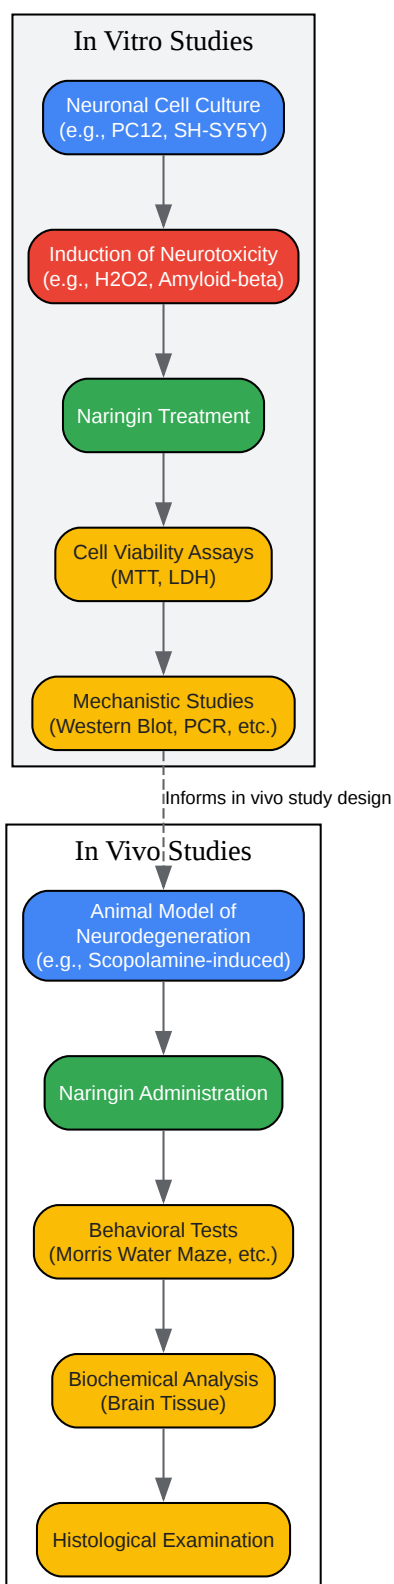 In Vitro Studies
Neuronal Cell Culture
(e.g., PC12, SH-SY5Y)
Induction of Neurotoxicity
(e.g., H2O2, Amyloid-beta)
Naringin Treatment
Cell Viability Assays
(MTT, LDH)
Mechanistic Studies
(Western Blot, PCR, etc.)
Informs in vivo study design
In Vivo Studies
Animal Model of
Neurodegeneration
(e.g., Scopolamine-induced)
Naringin Administration
Behavioral Tests
(Morris Water Maze, etc.)
Biochemical Analysis
(Brain Tissue)
Histological Examination